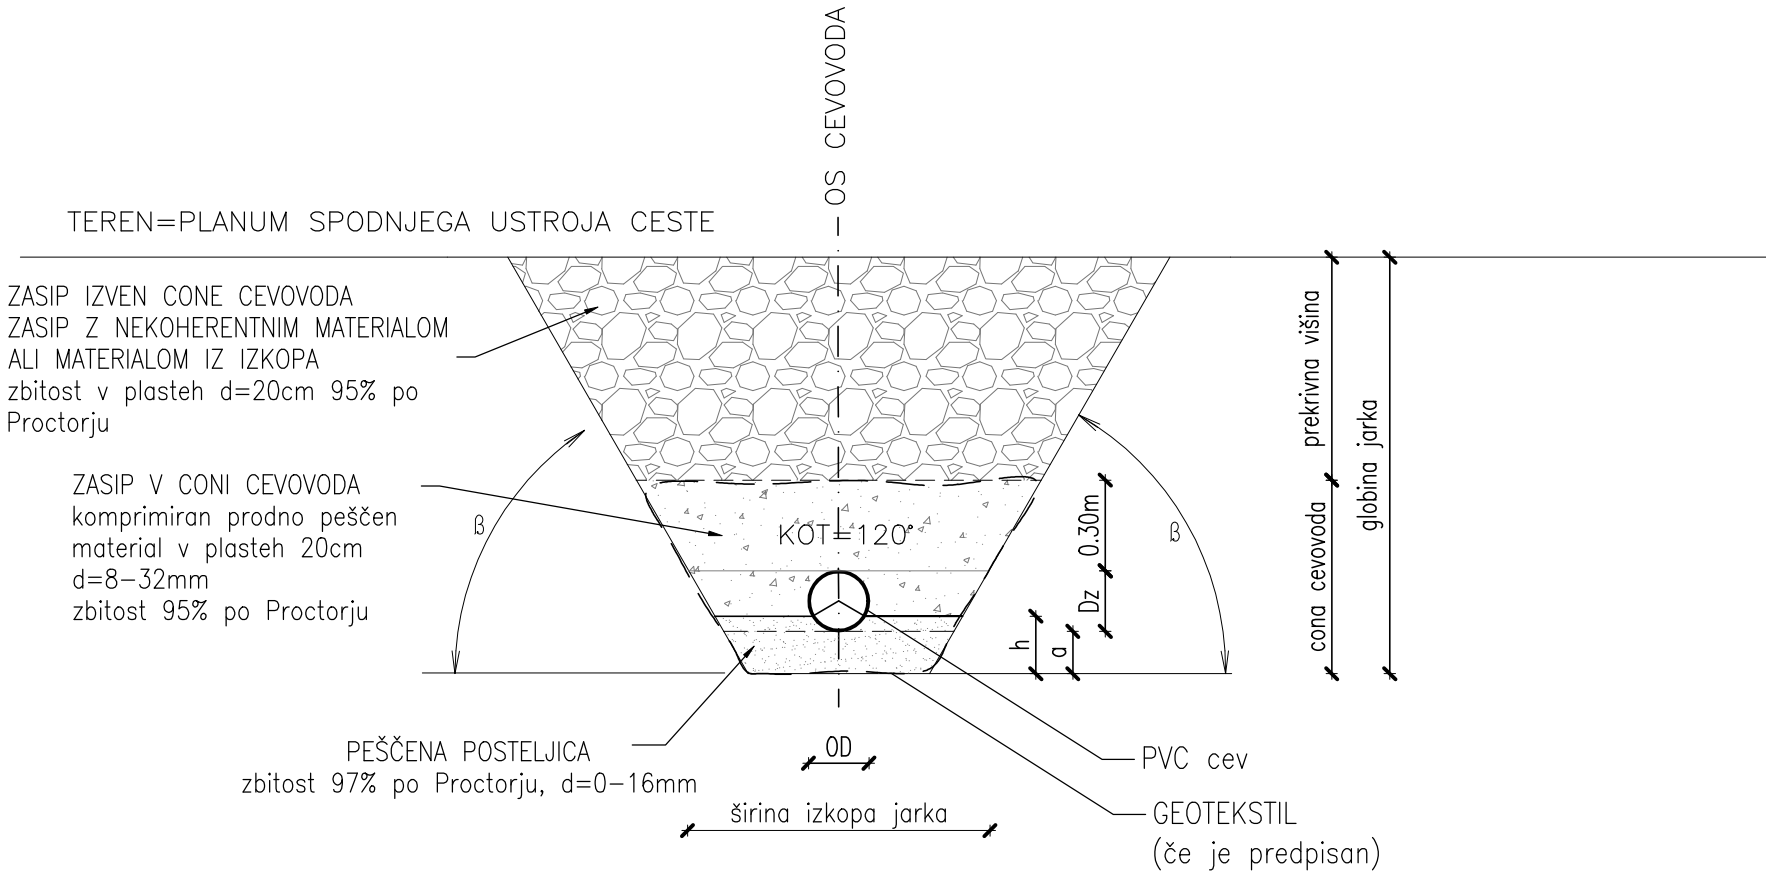 OS CEVOVODA
TEREN=PLANUM SPODNJEGA USTROJA CESTE
ZASIP IZVEN CONE CEVOVODA
ZASIP Z NEKOHERENTNIM MATERIALOM
ALI MATERIALOM IZ IZKOPA
zbitost v plasteh d=20cm 95% po
Proctorju
ZASIP V CONI CEVOVODA
komprimiran prodno peščen
material v plasteh 20cm
d=8-32mm
zbitost 95% po Proctorju
ß
KOT=120°
ß
0.30m
Dz
h
a
prekrivna višina
cona cevovoda
globina jarka
PEŠČENA POSTELJICA
zbitost 97% po Proctorju, d=0-16mm
OD
širina izkopa jarka
PVC cev
GEOTEKSTIL
(če je predpisan)